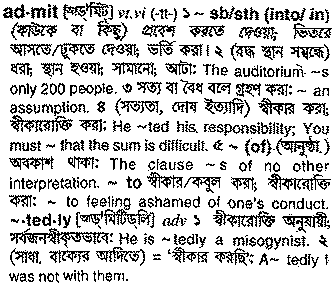 ad·mit [অ্যাড্'মিট্] vt.vi (-tt-) ১ ~ sb/sth (into/ in)
(কাউকে বা কিছু) প্রবেশ করতে দেওয়া; ভিতরে
আসতে/ঢুকতে দেওয়া; ভর্তি করা। ২ (বদ্ধ স্থান সম্বন্ধে)
ধরা; স্থান হওয়া; সামানো, আটা: The auditorium ~s
only 200 people. ৩ সত্য বা বৈধ বলে গ্রহণ করা: ~ an
assumption. ৪ (সত্যতা, দোষ ইত্যাদি) স্বীকার করা;
স্বীকারোক্তি করা: He ~ted his responsibility; You
must ~ that the sum is difficult. ৫ ~ (of) (আনুষ্ঠা.)
অবকাশ থাকা: The clause ~s of no other
interpretation. ~ to স্বীকার/কবুল করা; স্বীকারোক্তি
করা: ~ to feeling ashamed of one's conduct.
~·ted·ly [অ্যাড্'মিটিড্‌লি] adv ১ স্বীকারোক্তি অনুযায়ী;
সর্বজনস্বীকৃতভাবে: He is ~tedly a misogynist. ২
(সাধা. বাক্যের আদিতে) = 'স্বীকার করছি': A~ tedly I
was not with them.